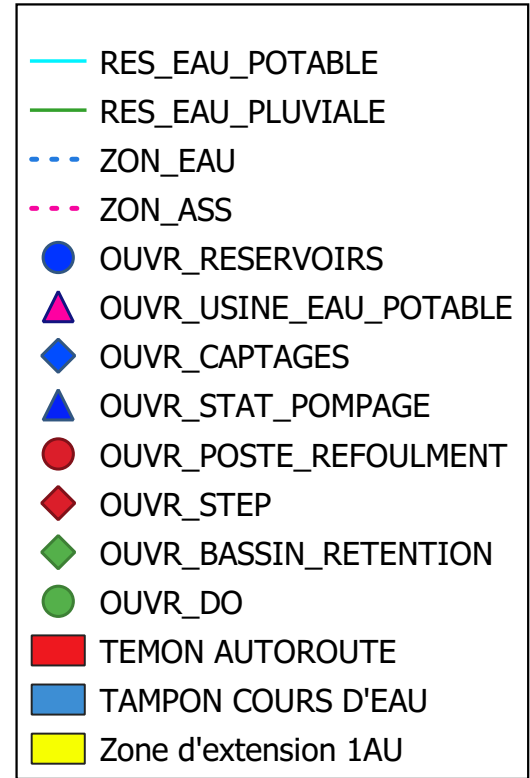 RES_EAU_POTABLE
RES_EAU_PLUVIALE
ZON_EAU
ZON_ASS
OUVR_RESERVOIRS
OUVR_USINE_EAU_POTABLE
OUVR_CAPTAGES
OUVR_STAT_POMPAGE
OUVR_POSTE_REFOULMENT
OUVR_STEP
OUVR_BASSIN_RETENTION
OUVR_DO
TEMON AUTOROUTE
TAMPON COURS D'EAU
Zone d'extension 1AU